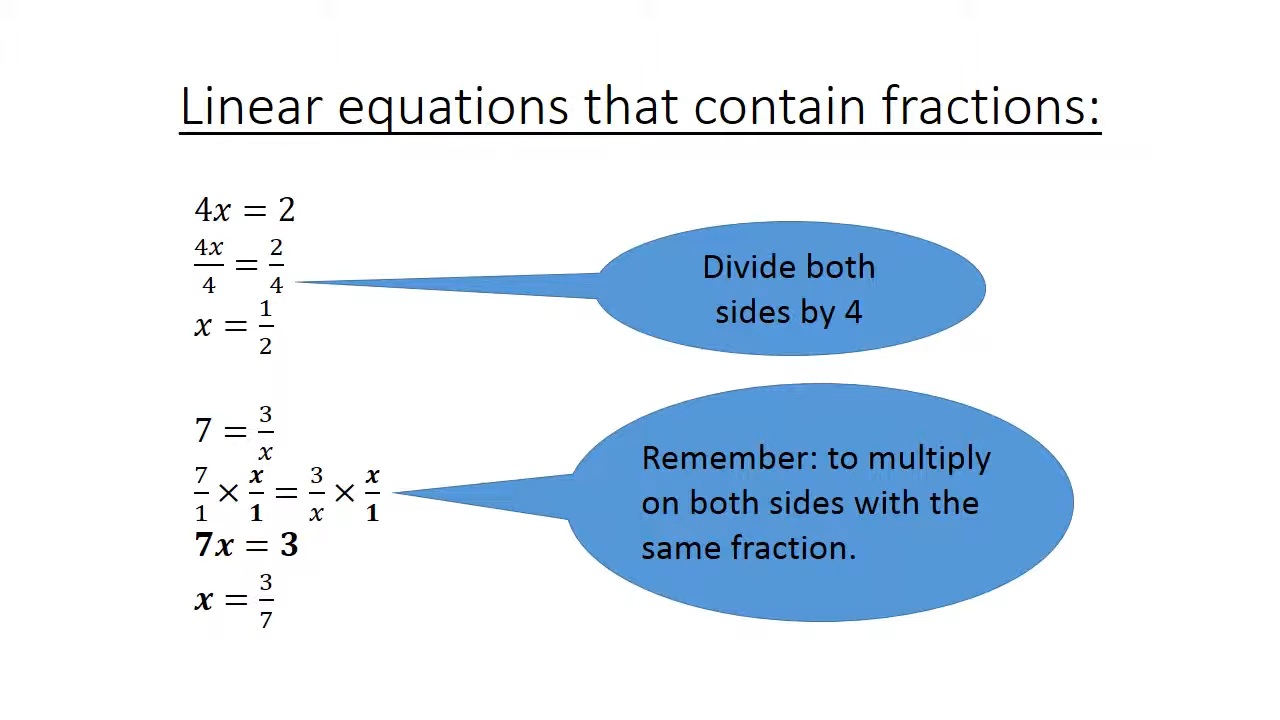 Linear equations that contain fractions:
4x = 2
4x/4 = 2/4
x = 1/2
Divide both
sides by 4
7 = 3/x
7/1 × x/1 = 3/x × x/1
7x = 3
x = 3/7
Remember: to multiply
on both sides with the
same fraction.